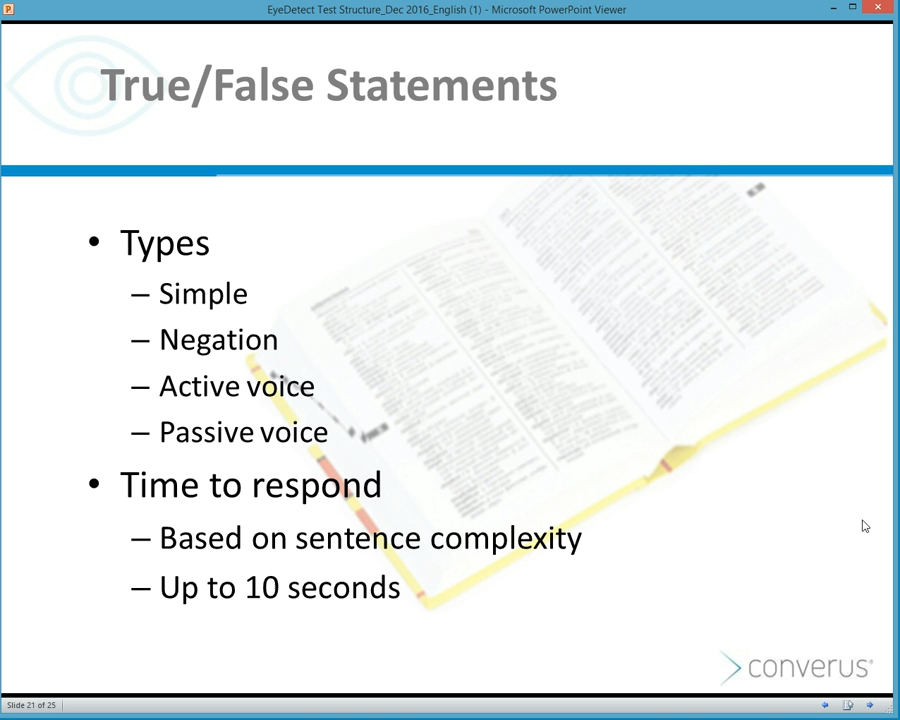 EyeDetect Test Structure_Dec 2016_English (1) - Microsoft PowerPoint Viewer
True/False Statements
• Types
– Simple
– Negation
– Active voice
– Passive voice
• Time to respond
– Based on sentence complexity
– Up to 10 seconds
converus®
Slide 21 of 25